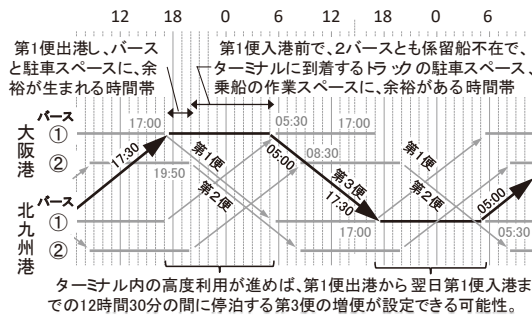 12 18 0 6 12 18 0 6
第1便出港し、バース
と駐車スペースに、余
裕が生まれる時間帯
第1便入港前で、2バースとも係留船不在で、
ターミナルに到着するトラックの駐車スペース、
乗船の作業スペースに、余裕がある時間帯
大阪港
バース
①
②
17:00
17:30
19:50
05:30
17:00
第1便
第2便
08:30
05:00
第3便
17:30
北九州港
バース
①
②
17:00
05:00
05:30
ターミナル内の高度利用が進めば、第1便出港から翌日第1便入港ま
での12時間30分の間に停泊する第3便の増便が設定できる可能性。